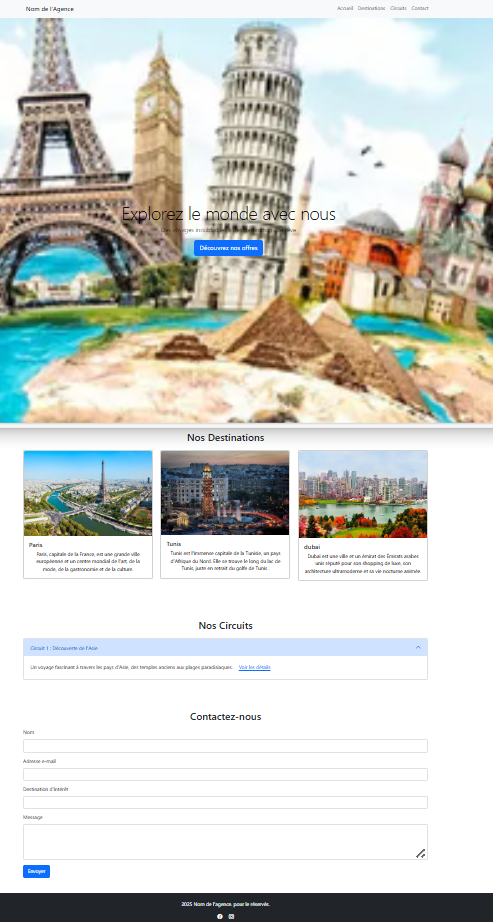 Nom de l'Agence
Accueil Destinations Circuits Contact
Explorez le monde avec nous
Des voyages
Découvrez nos offres
Nos Destinations
Paris
Paris, capitale de la France, est une grande ville
européenne et un centre mondial de l'art, de la
mode, de la gastronomie et de la culture.
Tunis
Tunis est l'immense capitale de la Tunisie, un pays
d'Afrique du Nord. Elle se trouve le long du lac de
Tunis, juste en retrait du golfe de Tunis.
dubai
Dubaï est une ville et un émirat des Émirats arabes
unis réputé pour son shopping de luxe, son
architecture ultramoderne et sa vie nocturne animée.
Nos Circuits
Circuit 1 : Découverte de l'Asie
Un voyage fascinant à travers les pays d'Asie, des temples anciens aux plages paradisiaques. Voir les détails
Contactez-nous
Nom
Adresse e-mail
Destination d'intérêt
Message
Envoyer
2025 Nom de l'agence. pour le réservés.